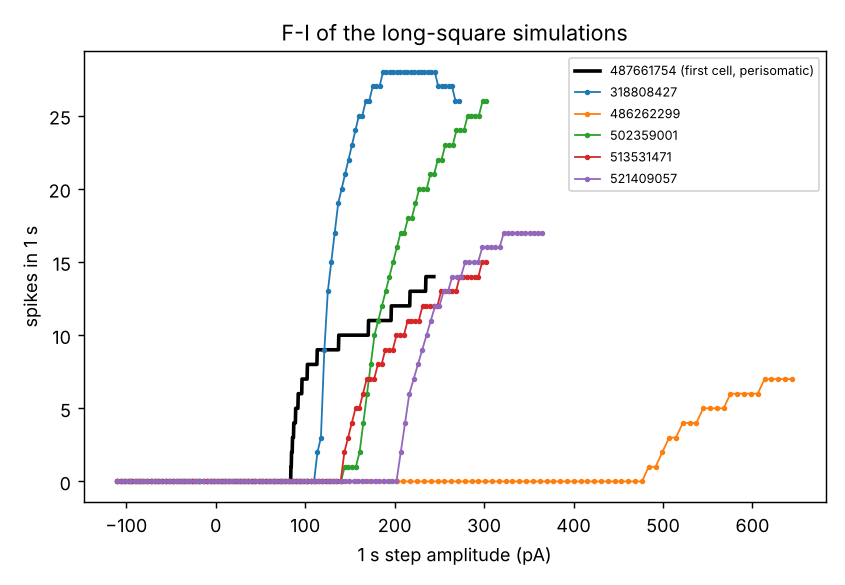 F-I of the long-square simulations
487661754 (first cell, perisomatic)
318808427
486262299
502359001
513531471
521409057
spikes in 1 s
25
20
15
10
5
0
−100 0 100 200 300 400 500 600
1 s step amplitude (pA)